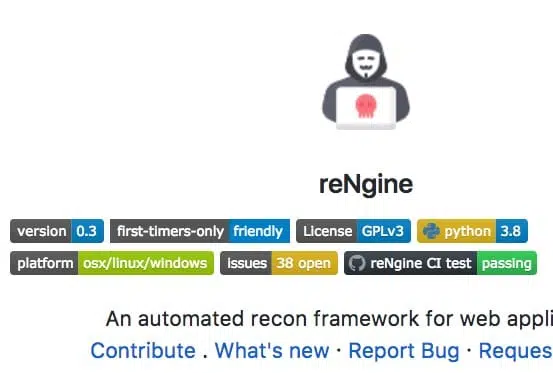 reNgine
version 0.3 first-timers-only friendly License GPLv3 python 3.8
platform osx/linux/windows issues 38 open reNgine CI test passing
An automated recon framework for web appli
Contribute . What's new · Report Bug · Reques